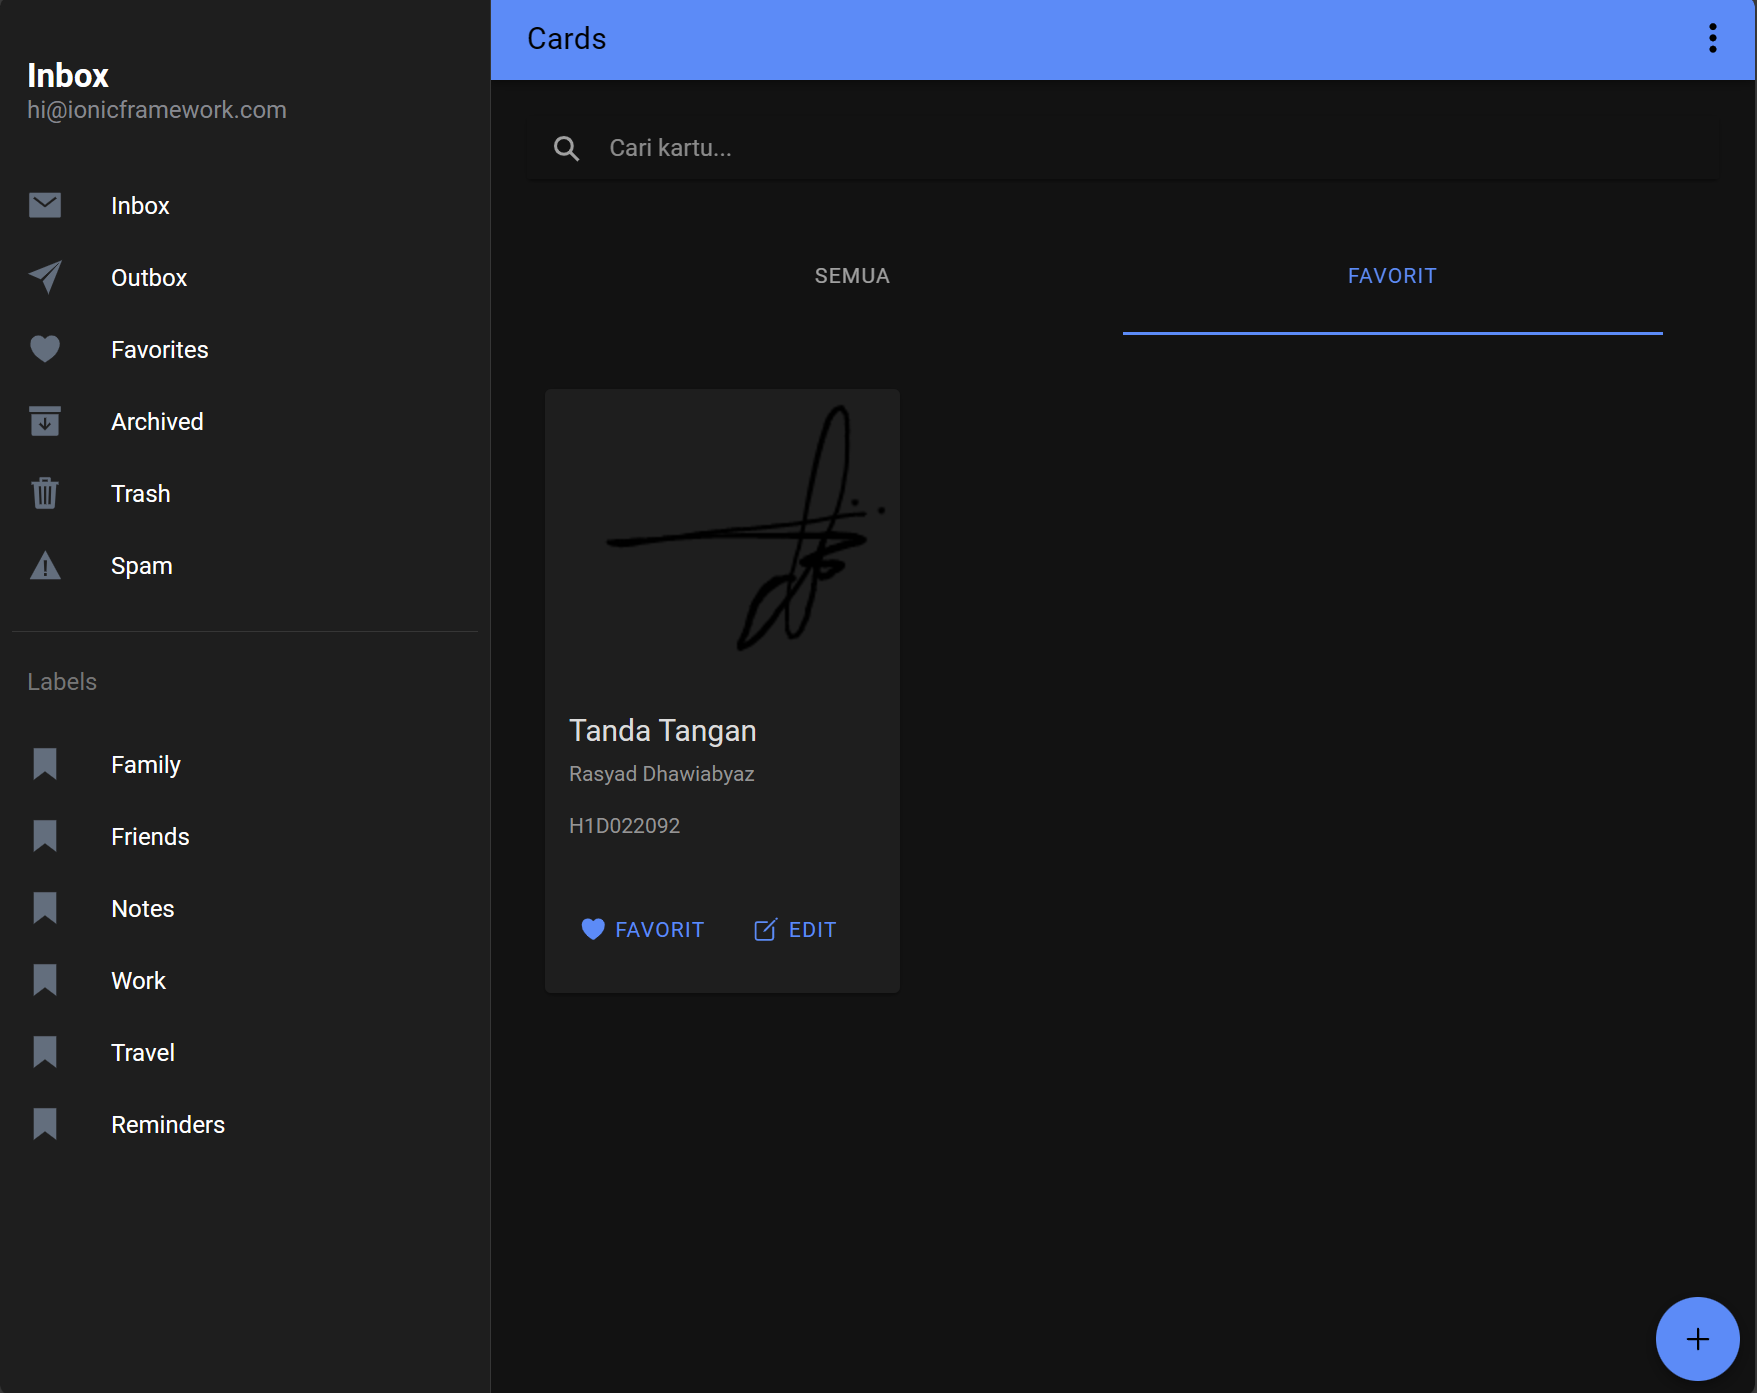 Inbox
hi@ionicframework.com
Inbox
Outbox
Favorites
Archived
Trash
Spam
Labels
Family
Friends
Notes
Work
Travel
Reminders
Cards
Cari kartu...
SEMUA
FAVORIT
Tanda Tangan
Rasyad Dhawiabyaz
H1D022092
FAVORIT
EDIT